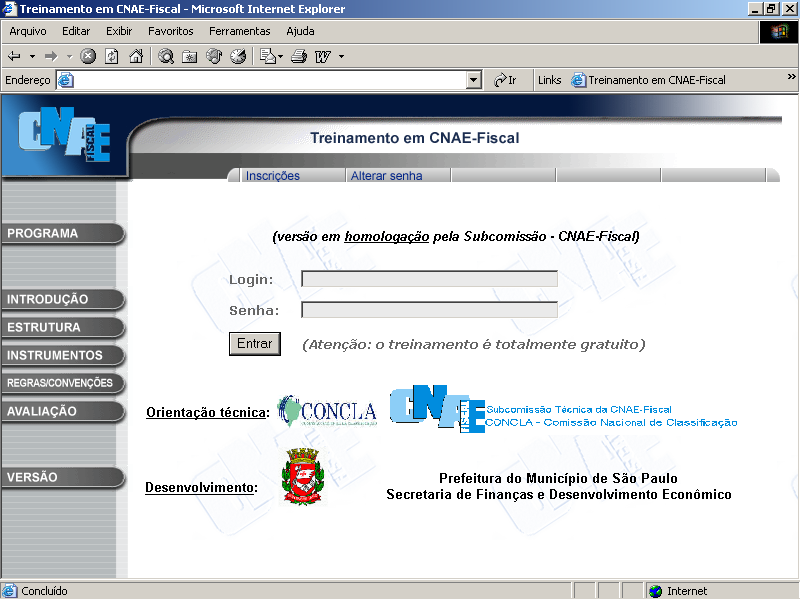 Treinamento em CNAE-Fiscal - Microsoft Internet Explorer
Arquivo Editar Exibir Favoritos Ferramentas Ajuda
Endereço Ir Links Treinamento em CNAE-Fiscal
CNAE FISCAL
Treinamento em CNAE-Fiscal
Inscrições Alterar senha
PROGRAMA
(versão em homologação pela Subcomissão - CNAE-Fiscal)
Login:
INTRODUÇÃO
Senha:
ESTRUTURA
Entrar (Atenção: o treinamento é totalmente gratuito)
INSTRUMENTOS
REGRAS/CONVENÇÕES
AVALIAÇÃO
Orientação técnica: CONCLA CNAE FISCAL Subcomissão Técnica da CNAE-Fiscal
CONCLA - Comissão Nacional de Classificação
VERSÃO
Desenvolvimento: Prefeitura do Município de São Paulo
Secretaria de Finanças e Desenvolvimento Econômico
Concluído Internet